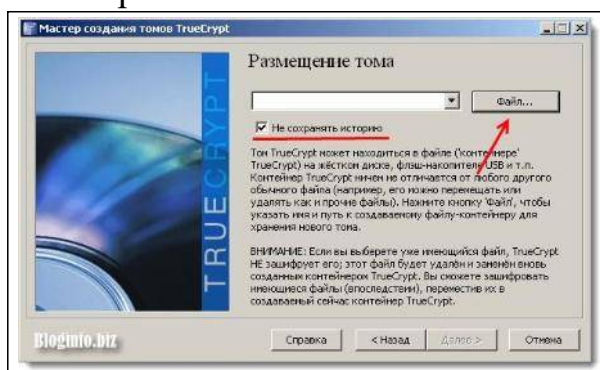 Мастер создания томов TrueCrypt
TRUECRYPT
Размещение тома
Файл...
Не сохранять историю
Том TrueCrypt может находиться в файле ('контейнере'
TrueCrypt) на жёстком диске, флэш-накопителе USB и т.п.
Контейнер TrueCrypt ничем не отличается от любого другого
обычного файла (например, его можно перемещать или
удалять как и прочие файлы). Нажмите кнопку 'Файл', чтобы
указать имя и путь к создаваемому файлу-контейнеру для
хранения нового тома.
ВНИМАНИЕ: Если вы выберете уже имеющийся файл, TrueCrypt
НЕ зашифрует его; этот файл будет удалён и заменён вновь
созданным контейнером TrueCrypt. Вы сможете зашифровать
имеющиеся файлы (впоследствии), переместив их в
создаваемый сейчас контейнер TrueCrypt.
Bloginfo.biz
Справка
< Назад
Далее >
Отмена